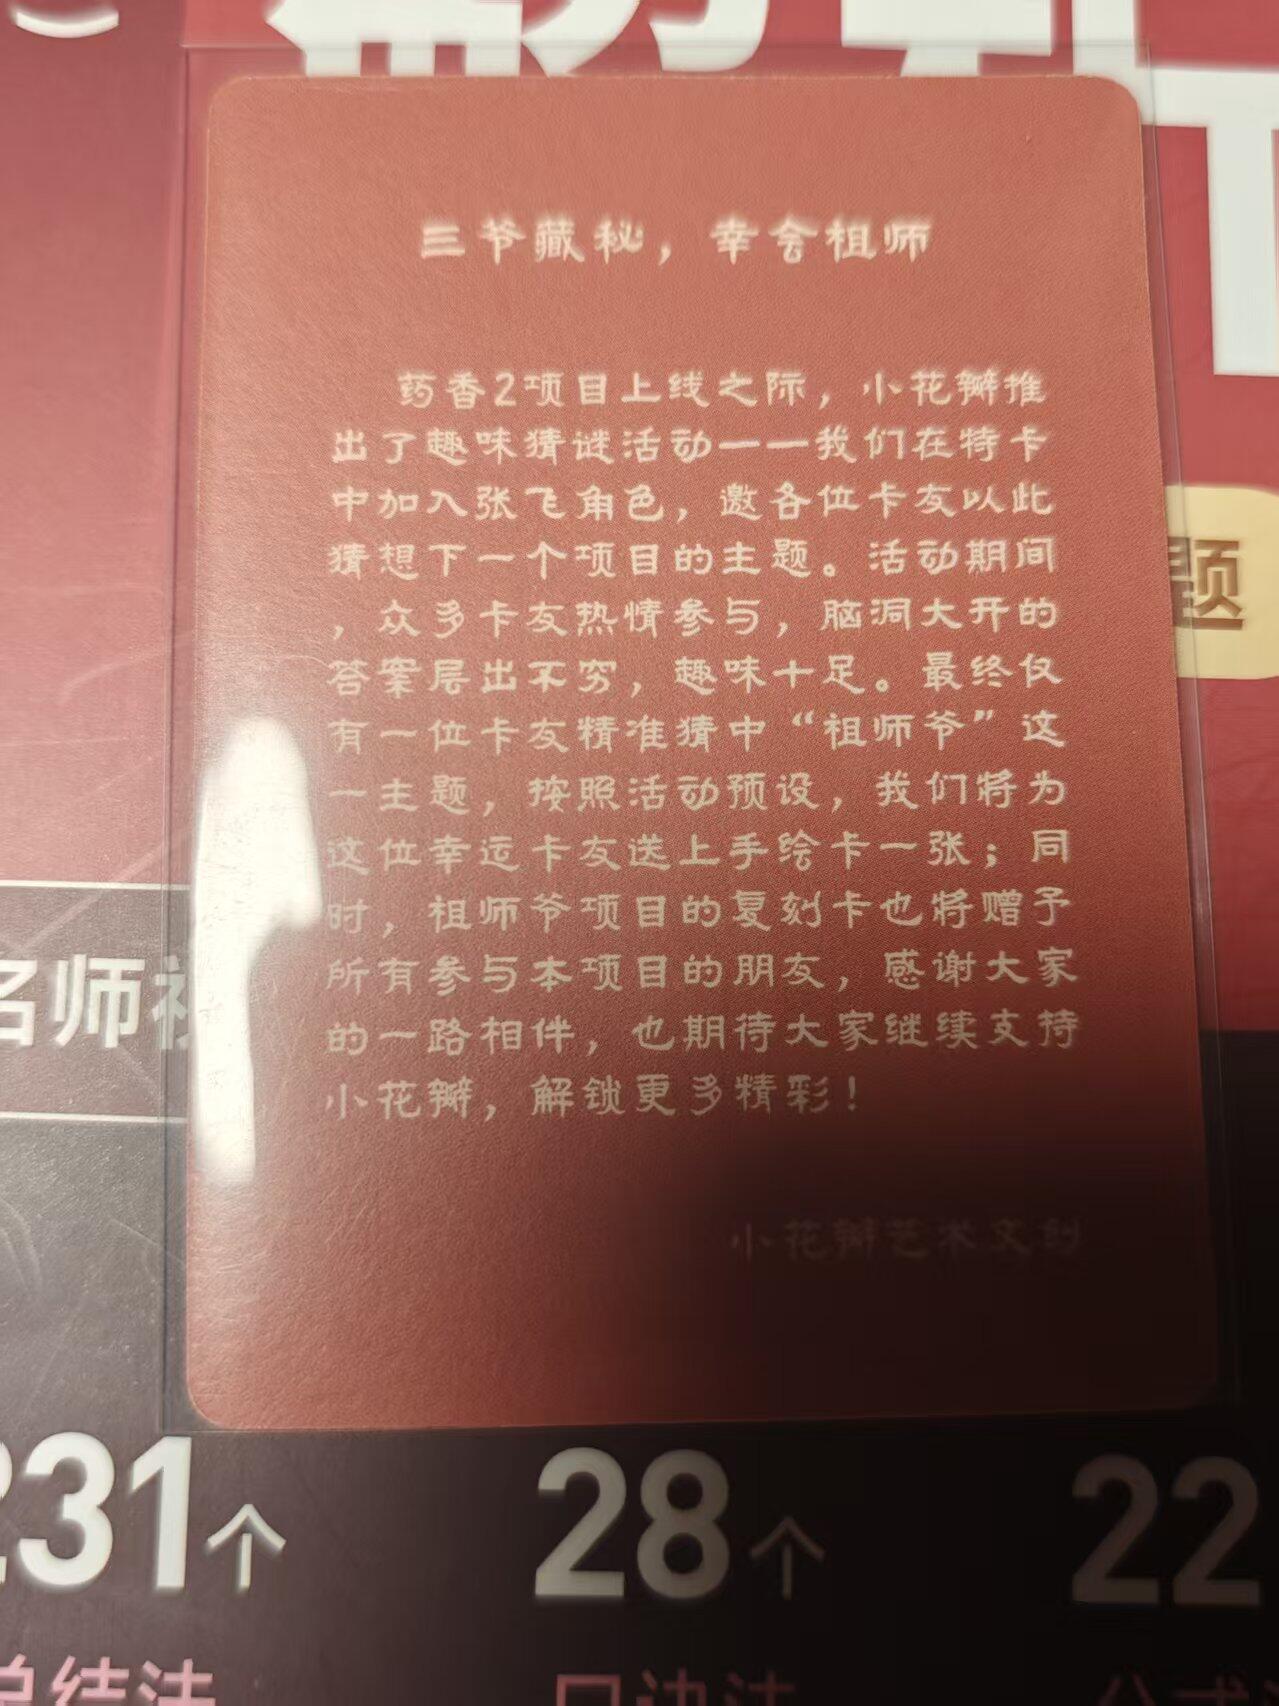 三爷藏秘，幸会祖师
药香2项目上线之际，小花瓣推
出了趣味猜谜活动——我们在特卡
中加入张飞角色，邀各位卡友以此
猜想下一个项目的主题。活动期间
，众多卡友热情参与，脑洞大开的
答案层出不穷，趣味十足。最终仅
有一位卡友精准猜中“祖师爷”这
一主题，按照活动预设，我们将为
这位幸运卡友送上手绘卡一张；同
时，祖师爷项目的复刻卡也将赠予
所有参与本项目的朋友，感谢大家
的一路相伴，也期待大家继续支持
小花瓣，解锁更多精彩！
小花瓣艺术文创
题
名师
231个
28个
22
总结法
口诀法